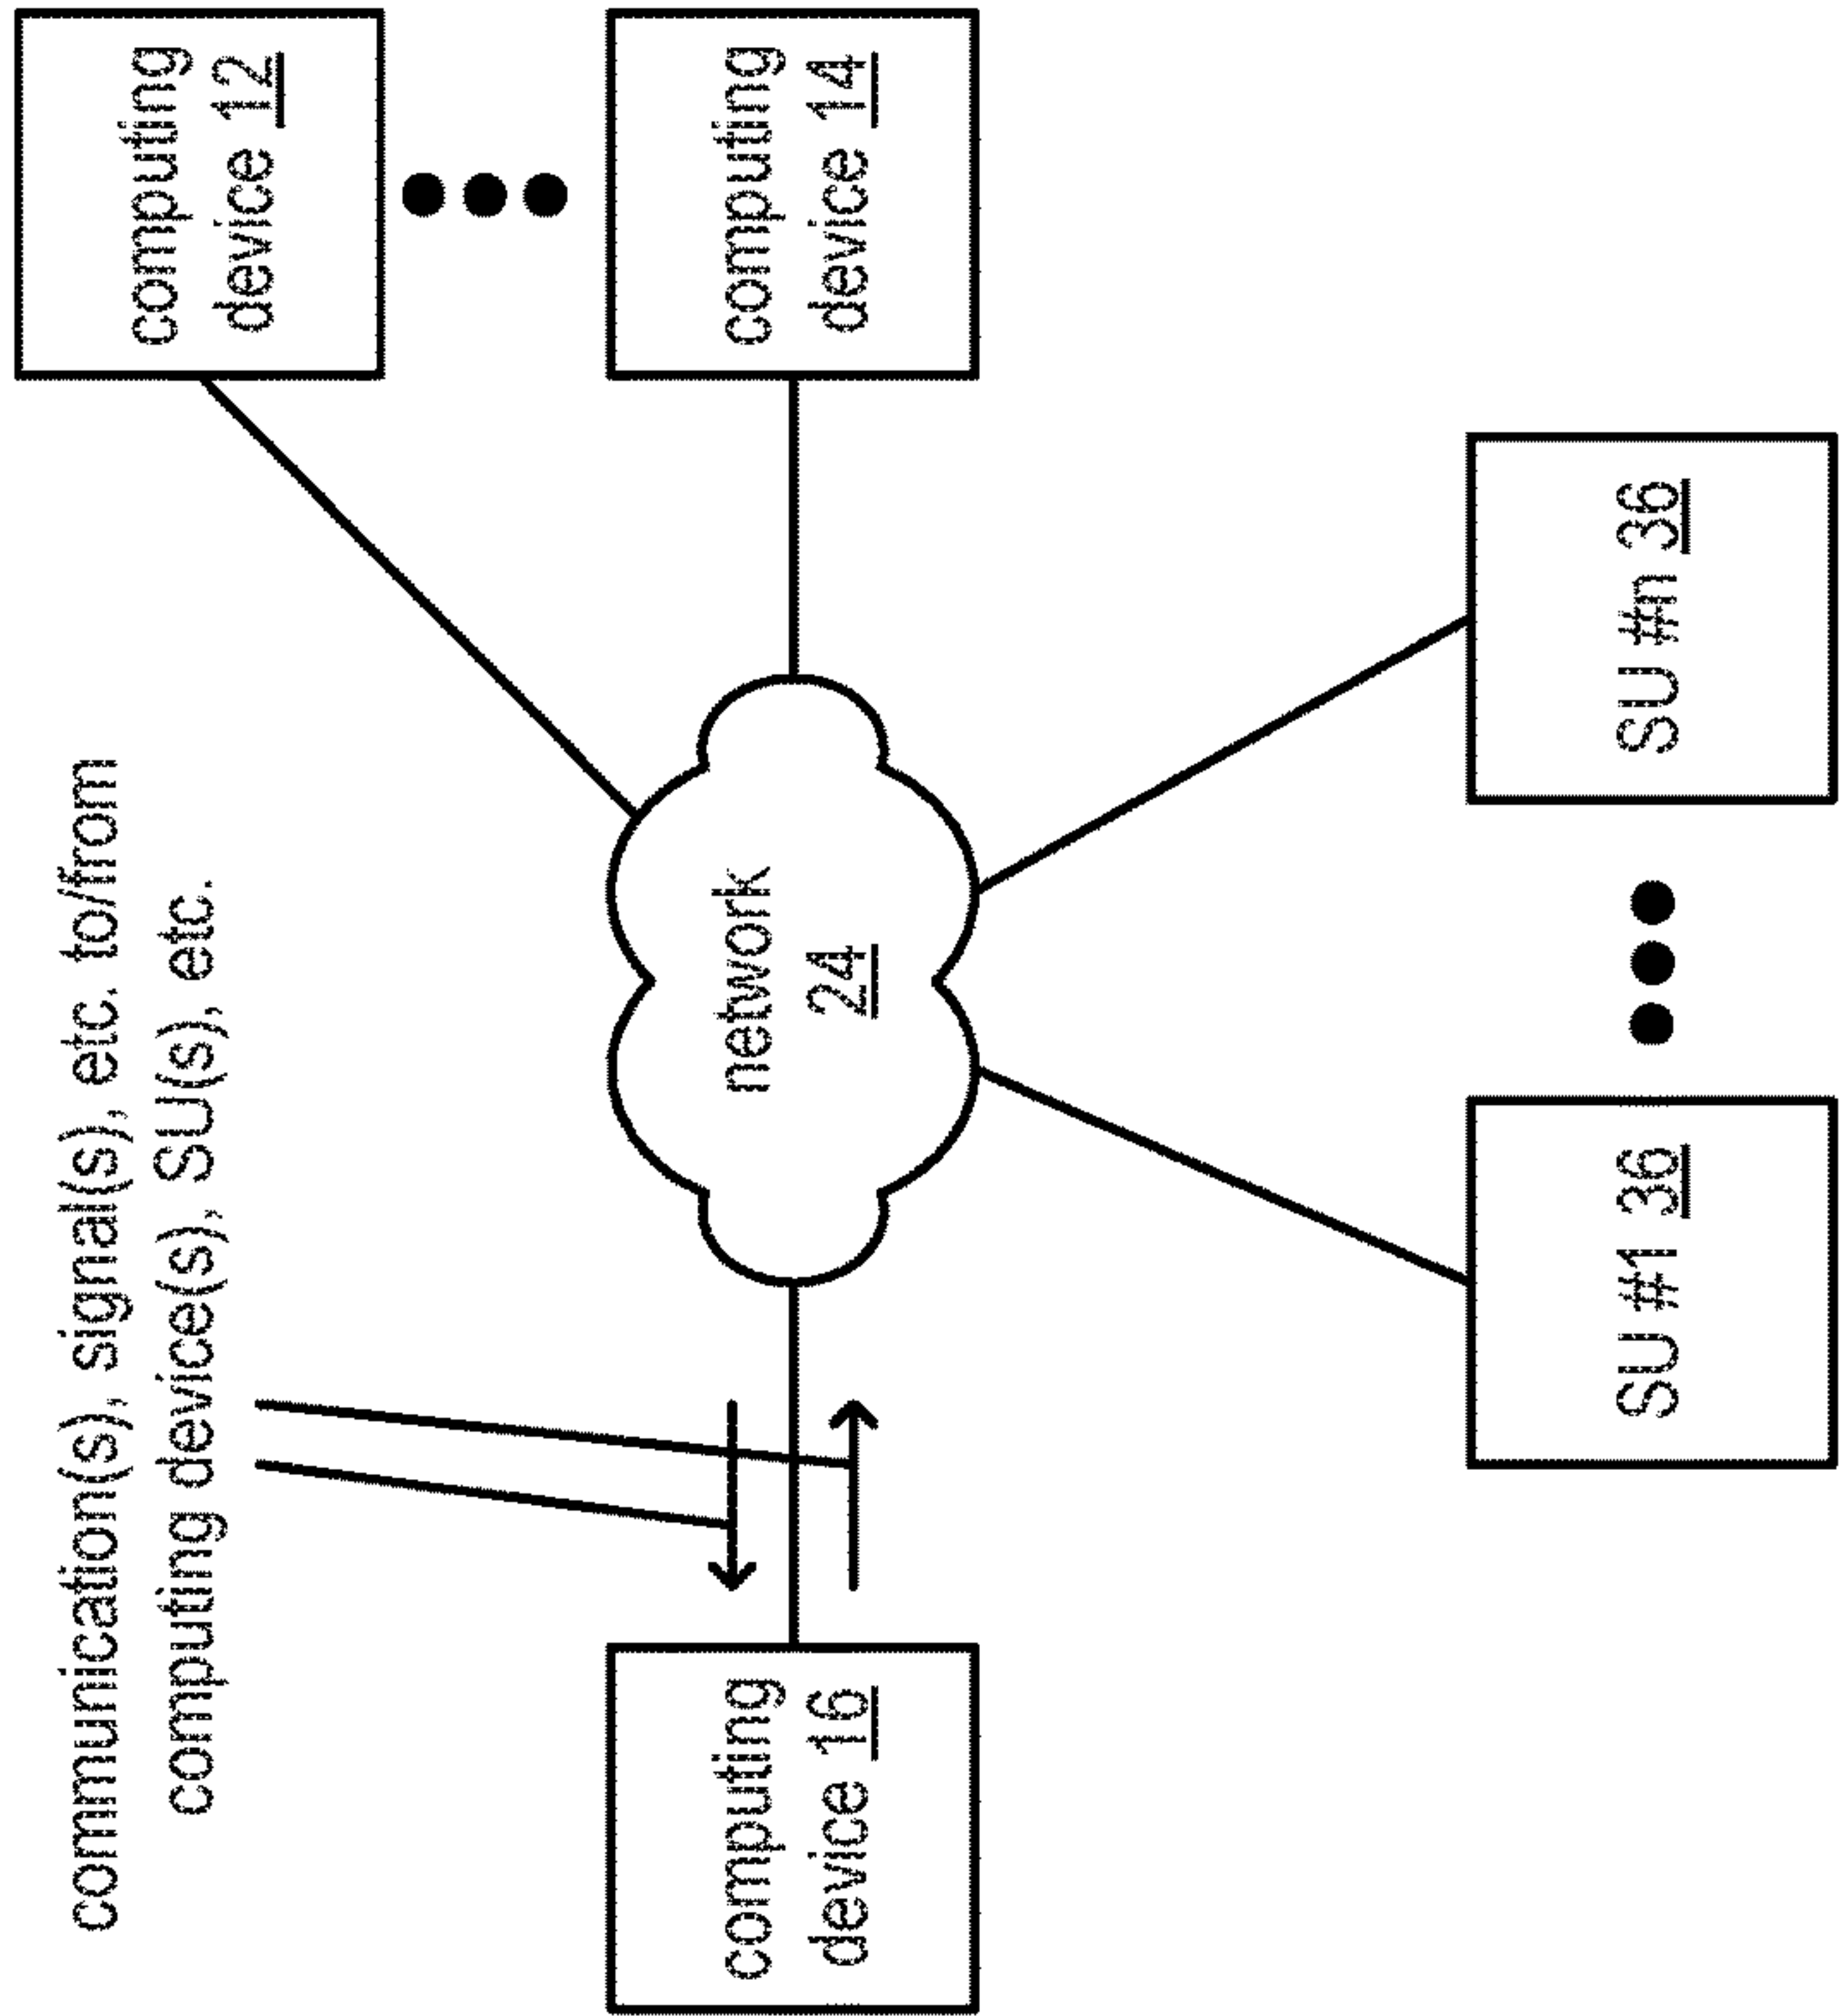 communication(s), signal(s), etc. to/from
computing device(s), SU(s), etc.
computing
device 12
computing
device 16
network
24
computing
device 14
SU #1 36
SU #n 36